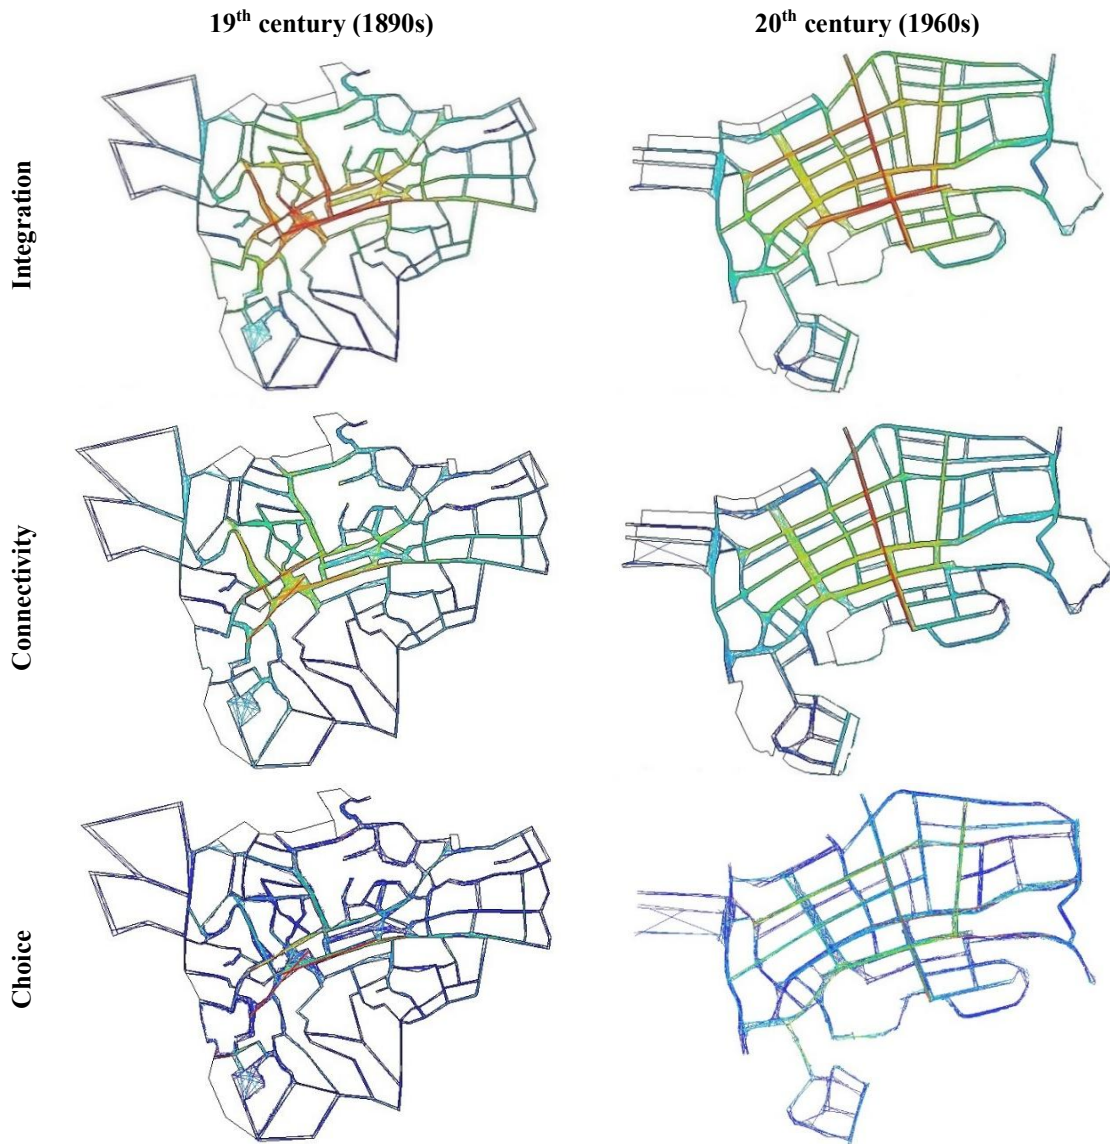 19th century (1890s)
20th century (1960s)
Integration
Connectivity
Choice